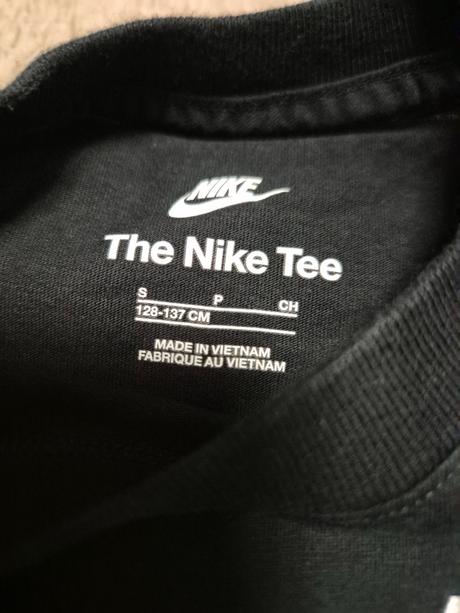 NIKE
The Nike Tee
S P CH
128-137 CM
MADE IN VIETNAM
FABRIQUE AU VIETNAM